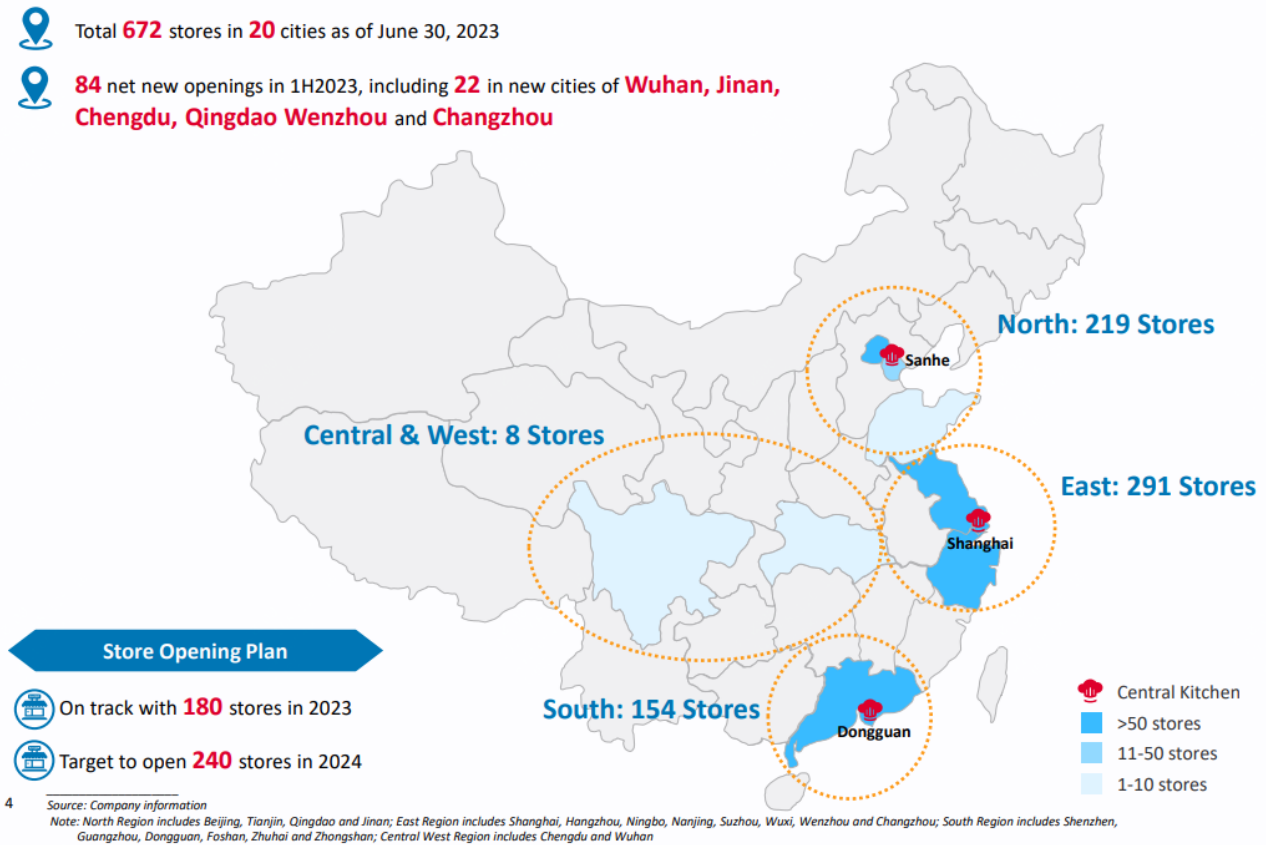 Total 672 stores in 20 cities as of June 30, 2023
84 net new openings in 1H2023, including 22 in new cities of Wuhan, Jinan,
Chengdu, Qingdao Wenzhou and Changzhou
North: 219 Stores
Sanhe
Central & West: 8 Stores
East: 291 Stores
Shanghai
Store Opening Plan
On track with 180 stores in 2023
Target to open 240 stores in 2024
South: 154 Stores
Dongguan
Central Kitchen
>50 stores
11-50 stores
1-10 stores
4
Source: Company information
Note: North Region includes Beijing, Tianjin, Qingdao and Jinan; East Region includes Shanghai, Hangzhou, Ningbo, Nanjing, Suzhou, Wuxi, Wenzhou and Changzhou; South Region includes Shenzhen,
Guangzhou, Dongguan, Foshan, Zhuhai and Zhongshan; Central West Region includes Chengdu and Wuhan